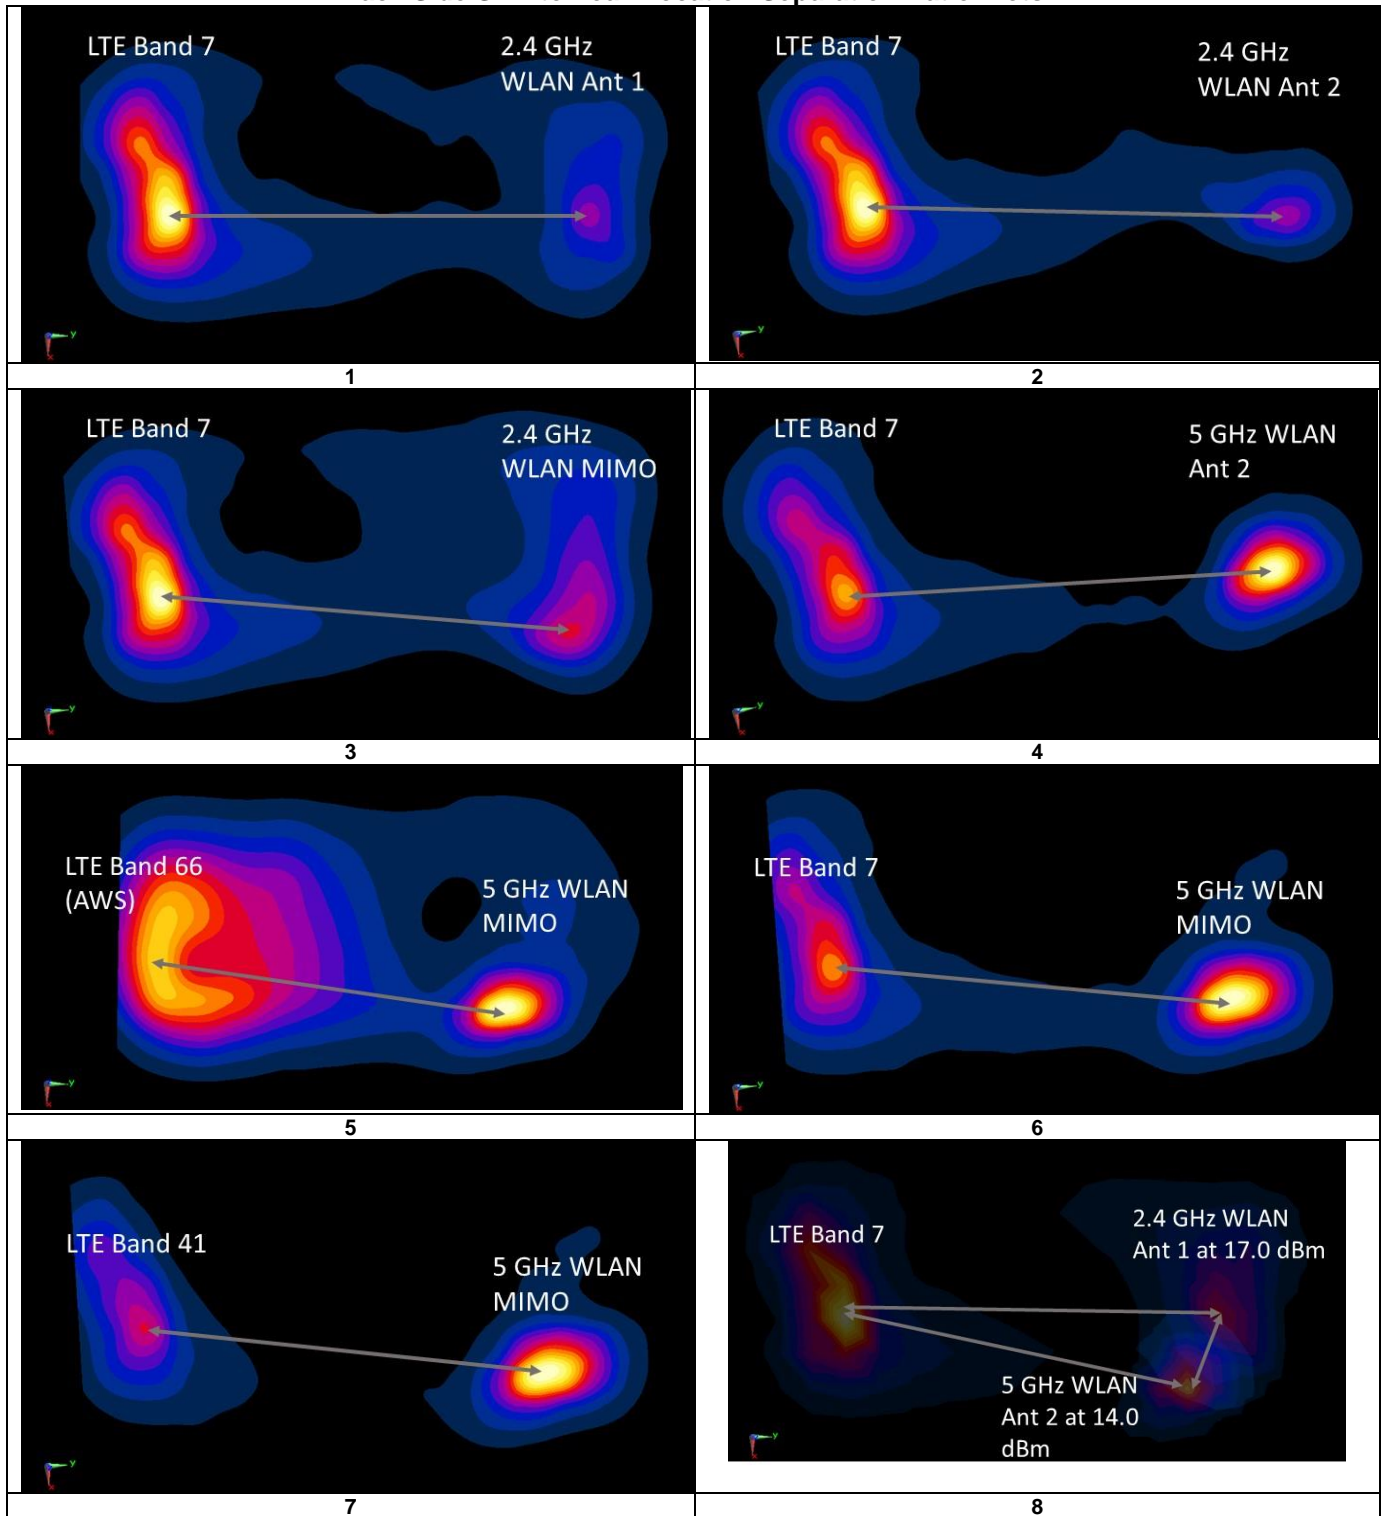 LTE Band 7
2.4 GHz
WLAN Ant 1
1
LTE Band 7
2.4 GHz
WLAN Ant 2
2
LTE Band 7
2.4 GHz
WLAN MIMO
3
LTE Band 7
5 GHz WLAN
Ant 2
4
LTE Band 66
(AWS)
5 GHz WLAN
MIMO
5
LTE Band 7
5 GHz WLAN
MIMO
6
LTE Band 41
5 GHz WLAN
MIMO
7
LTE Band 7
2.4 GHz WLAN
Ant 1 at 17.0 dBm
5 GHz WLAN
Ant 2 at 14.0
dBm
8